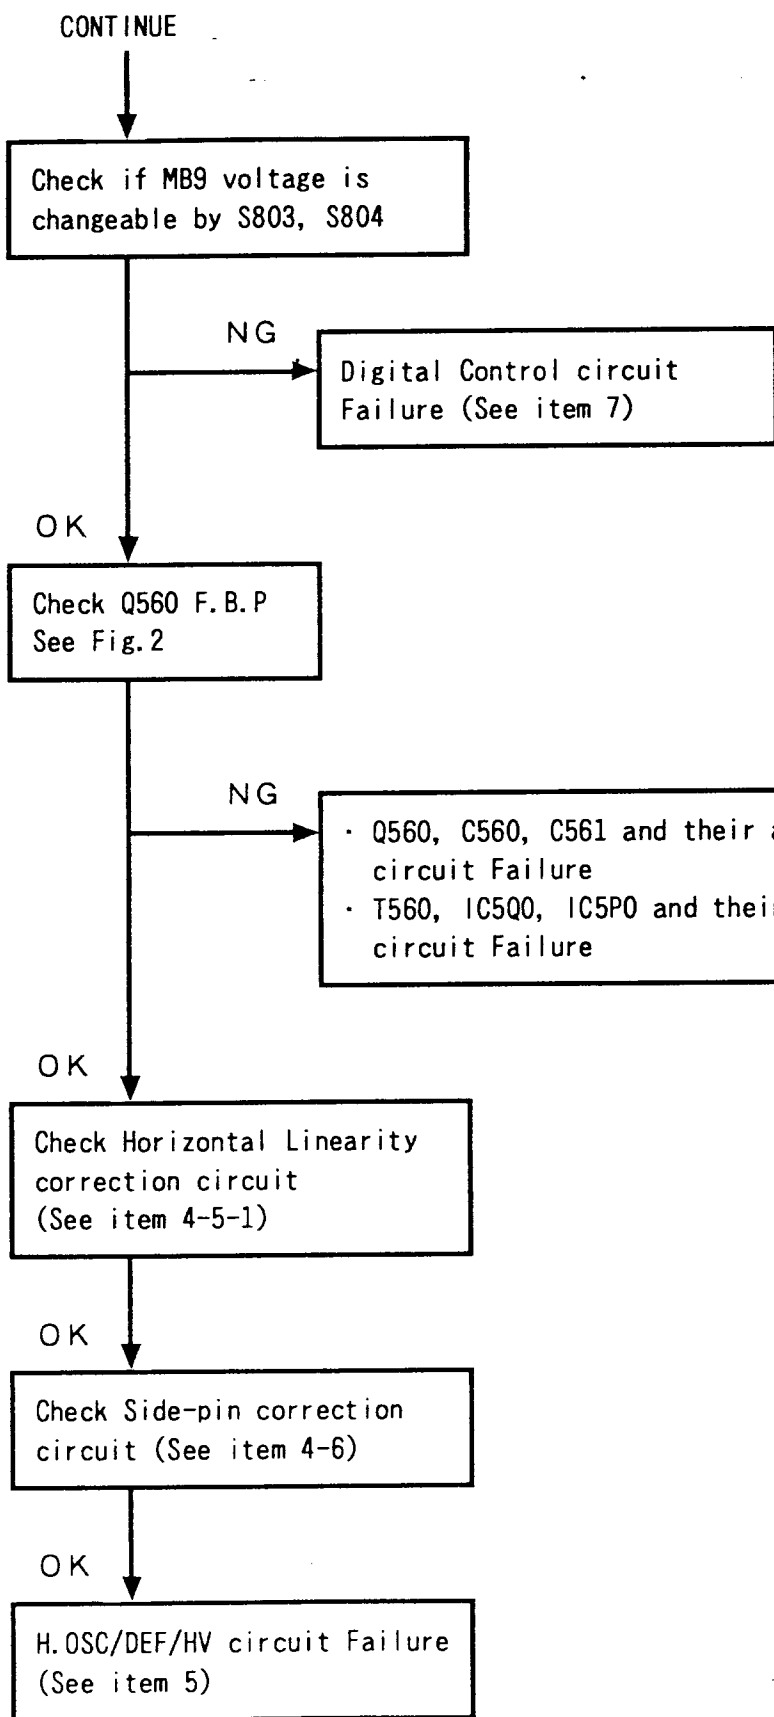 CONTINUE
Check if MB9 voltage is
changeable by S803, S804
NG
Digital Control circuit
Failure (See item 7)
OK
Check Q560 F.B.P
See Fig.2
NG
· Q560, C560, C561 and their
circuit Failure
· T560, IC5Q0, IC5P0 and their
circuit Failure
OK
Check Horizontal Linearity
correction circuit
(See item 4-5-1)
OK
Check Side-pin correction
circuit (See item 4-6)
OK
H.OSC/DEF/HV circuit Failure
(See item 5)